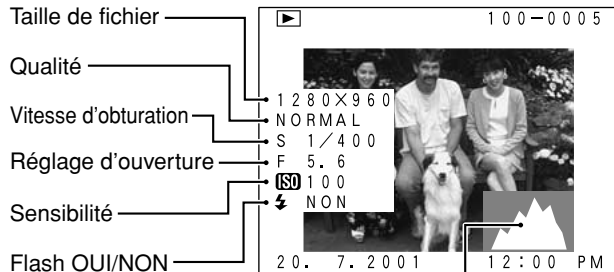 Taille de fichier
Qualité
Vitesse d'obturation
Réglage d'ouverture
Sensibilité
Flash OUI/NON
100-0005
1280×960
NORMAL
S 1/400
F 5.6
ISO 100
NON
20. 7.2001 12:00 PM